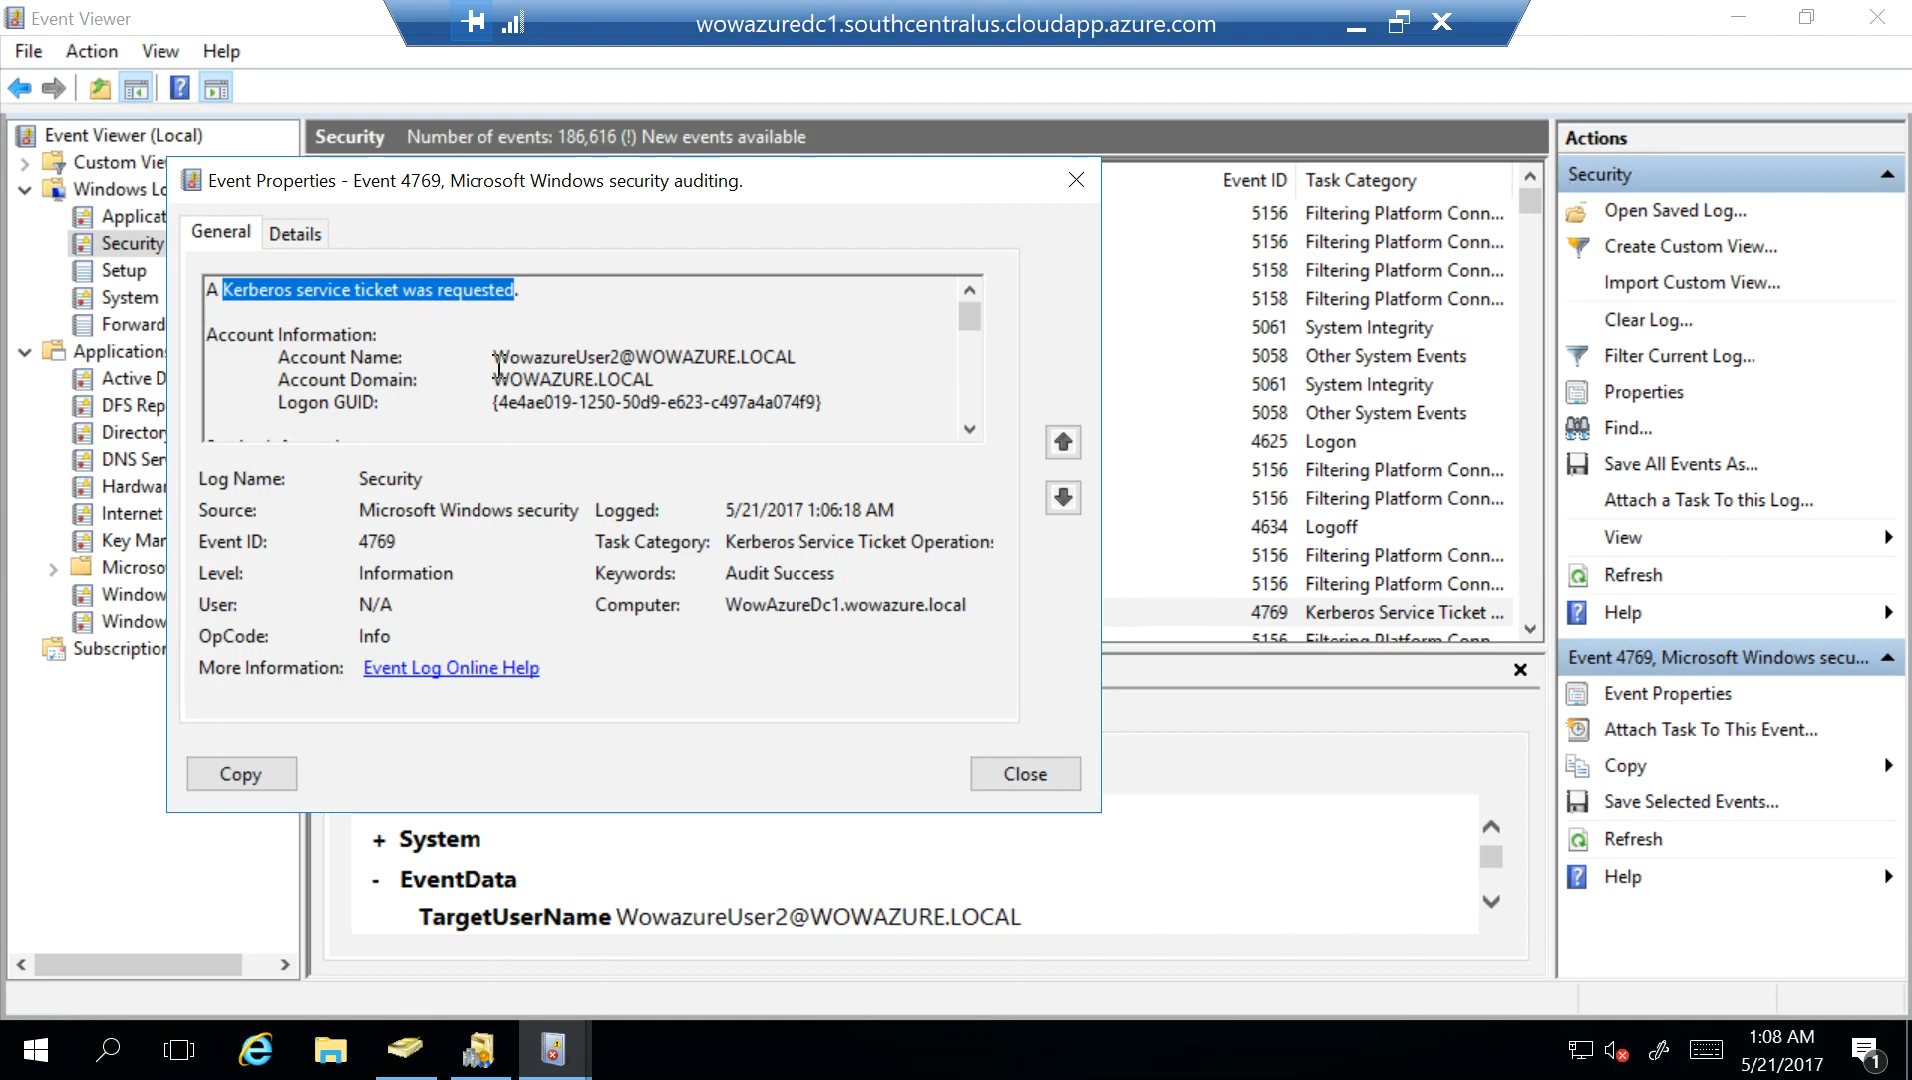 Event Viewer
wowazuredc1.southcentralus.cloudapp.azure.com
File Action View Help
Event Viewer (Local)
Custom Vie
Windows Lo
Applicat
Security
Setup
System
Forward
Application
Active D
DFS Rep
Director
DNS Ser
Hardwar
Internet
Key Mar
Microso
Window
Window
Subscription
Security Number of events: 186,616 (!) New events available
Event ID Task Category
5156 Filtering Platform Conn...
5156 Filtering Platform Conn...
5158 Filtering Platform Conn...
5158 Filtering Platform Conn...
5061 System Integrity
5058 Other System Events
5061 System Integrity
5058 Other System Events
4625 Logon
5156 Filtering Platform Conn...
5156 Filtering Platform Conn...
4634 Logoff
5156 Filtering Platform Conn...
5156 Filtering Platform Conn...
4769 Kerberos Service Ticket ...
5156 Filtering Platform Conn
Event Properties - Event 4769, Microsoft Windows security auditing.
General Details
A Kerberos service ticket was requested.
Account Information:
Account Name: WowazureUser2@WOWAZURE.LOCAL
Account Domain: WOWAZURE.LOCAL
Logon GUID: {4e4ae019-1250-50d9-e623-c497a4a074f9}
Log Name: Security
Source: Microsoft Windows security Logged: 5/21/2017 1:06:18 AM
Event ID: 4769 Task Category: Kerberos Service Ticket Operation:
Level: Information Keywords: Audit Success
User: N/A Computer: WowAzureDc1.wowazure.local
OpCode: Info
More Information: Event Log Online Help
Copy Close
+ System
- EventData
TargetUserName WowazureUser2@WOWAZURE.LOCAL
Actions
Security
Open Saved Log...
Create Custom View...
Import Custom View...
Clear Log...
Filter Current Log...
Properties
Find...
Save All Events As...
Attach a Task To this Log...
View
Refresh
Help
Event 4769, Microsoft Windows secu...
Event Properties
Attach Task To This Event...
Copy
Save Selected Events...
Refresh
Help
1:08 AM
5/21/2017
1